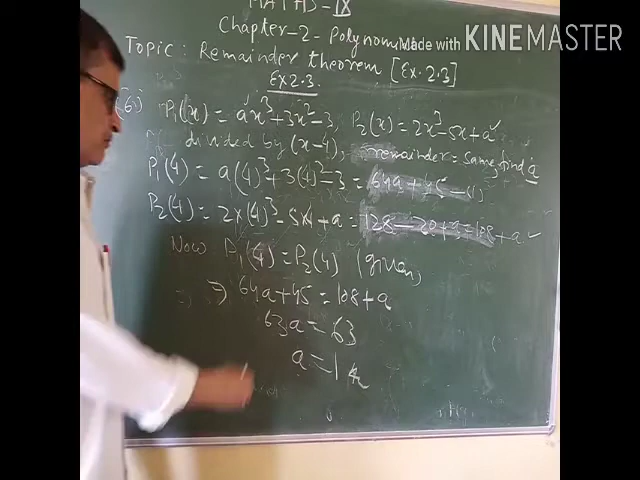 MATHS-IX
Chapter-2-Polynomial
Made with KINEMASTER
Topic: Remainder theorem [Ex-2.3]
Ex 2.3
(6) P₁(x) = ax³+3x²-3, P₂(x) = 2x³-5x+a
divided by (x-4), remainder = same, find a
P₁(4) = a(4)³+3(4)²-3 = 64a+45 -(1)
P₂(4) = 2×(4)³-5×4+a = 128-20+a=108+a
Now P₁(4) = P₂(4) (given)
⇒ 64a+45 = 108+a
63a = 63
a = 1